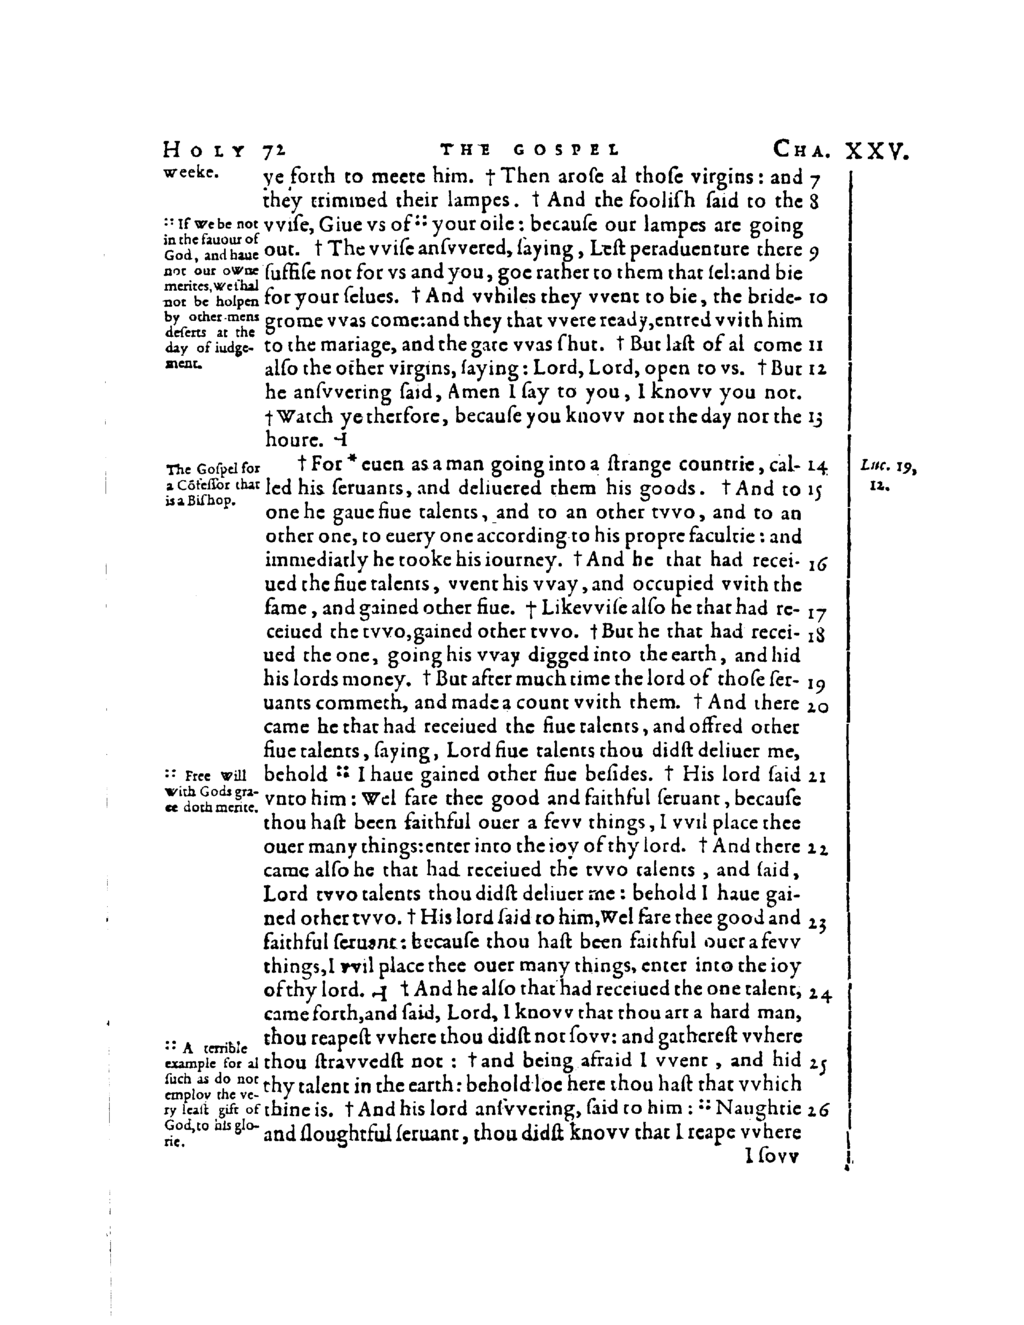 HOLY 72 THE GOSPEL CHA. XXV.
weeke.
ye forth to meete him. † Then aroſe al thoſe virgins: and 7
they trimmed their lampes. † And the fooliſh ſaid to the 8
vviſe, Giue vs of :: your oile: becauſe our lampes are going
out. † The vviſe anſvvered, ſaying, Leſt peraduenture there 9
ſuffiſe not for vs and you, goe rather to them that ſel: and bie
for your ſelues. † And vvhiles they vvent to bie, the bride- 10
grome vvas come: and they that vvere ready, entred vvith him
to the mariage, and the gate vvas ſhut. † But laſt of al come 11
alſo the other virgins, ſaying: Lord, Lord, open to vs. † But 12
he anſvvering ſaid, Amen I ſay to you, I knovv you not.
† Watch ye therfore, becauſe you knovv not the day nor the 13
houre. ⊣
:: If we be not
in the fauour of
God, and haue
not our owne
merites, we ſhal
not be holpen
by other mens
deſerts at the
day of iudge-
ment.
† For * euen as a man going into a ſtrange countrie, cal- 14
led his ſeruants, and deliuered them his goods. † And to 15
one he gaue fiue talents, and to an other tvvo, and to an
other one, to euery one according to his propre facultie: and
immediatly he tooke his iourney. † And he that had recei- 16
ued the fiue talents, vvent his vvay, and occupied vvith the
ſame, and gained other fiue. † Likevviſe alſo he that had re- 17
ceiued the tvvo, gained other tvvo. † But he that had recei- 18
ued the one, going his vvay digged into the earth, and hid
his lords money. † But after much time the lord of thoſe ſer- 19
uants commeth, and made a count vvith them. † And there 20
came he that had receiued the fiue talents, and offred other
fiue talents, ſaying, Lord fiue talents thou didſt deliuer me,
behold :: I haue gained other fiue beſides. † His lord ſaid 21
vnto him: Wel fare thee good and faithful ſeruant, becauſe
thou haſt been faithful ouer a fevv things, I vvil place thee
ouer many things: enter into the ioy of thy lord. † And there 22
came alſo he that had receiued the tvvo talents, and ſaid,
Lord tvvo talents thou didſt deliuer me: behold I haue gai-
ned other tvvo. † His lord ſaid to him, Wel fare thee good and 23
faithful ſeruant: becauſe thou haſt been faithful ouer a fevv
things, I vvil place thee ouer many things, enter into the ioy
of thy lord. ⊣ † And he alſo that had receiued the one talent, 24
came forth, and ſaid, Lord, I knovv that thou art a hard man,
thou reapeſt vvhere thou didſt not ſovv: and gathereſt vvhere
thou ſtravvedſt not: † and being afraid I vvent, and hid 25
thy talent in the earth: behold loe here thou haſt that vvhich
thine is. † And his lord anſvvering, ſaid to him: :: Naughtie 26
and ſloughtful ſeruant, thou didſt knovv that I reape vvhere
I ſovv
The Goſpel for
a Cõfeſſor that
is a Biſhop.
:: Free will
with Gods gra-
ce doth merite.
:: A terrible
example for al
ſuch as do not
employ the ve-
ry leaſt gift of
God, to his glo-
rie.
Luc. 19,
12.